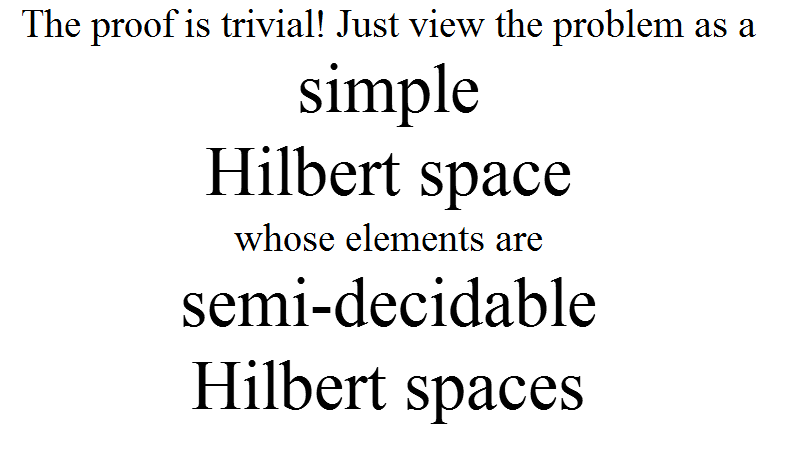 The proof is trivial! Just view the problem as a
simple
Hilbert space
whose elements are
semi-decidable
Hilbert spaces